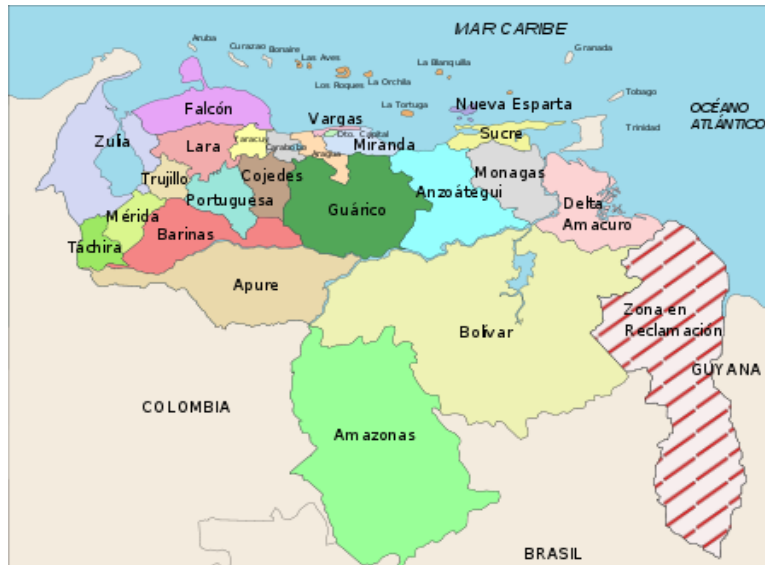 MAR CARIBE
Aruba
Curazao
Bonaire
Las Aves
Los Roques
La Orchila
La Blanquilla
Granada
La Tortuga
Nueva Esparta
Tobago
OCÉANO
ATLÁNTICO
Trinidad
Falcón
Vargas
Dto. Capital
Sucre
Zulia
Lara
Yaracuy
Carabobo
Aragua
Miranda
Trujillo
Cojedes
Portuguesa
Anzoátegui
Monagas
Guárico
Mérida
Delta
Amacuro
Táchira
Barinas
Apure
Bolívar
Zona en
Reclamación
GUYANA
COLOMBIA
Amazonas
BRASIL